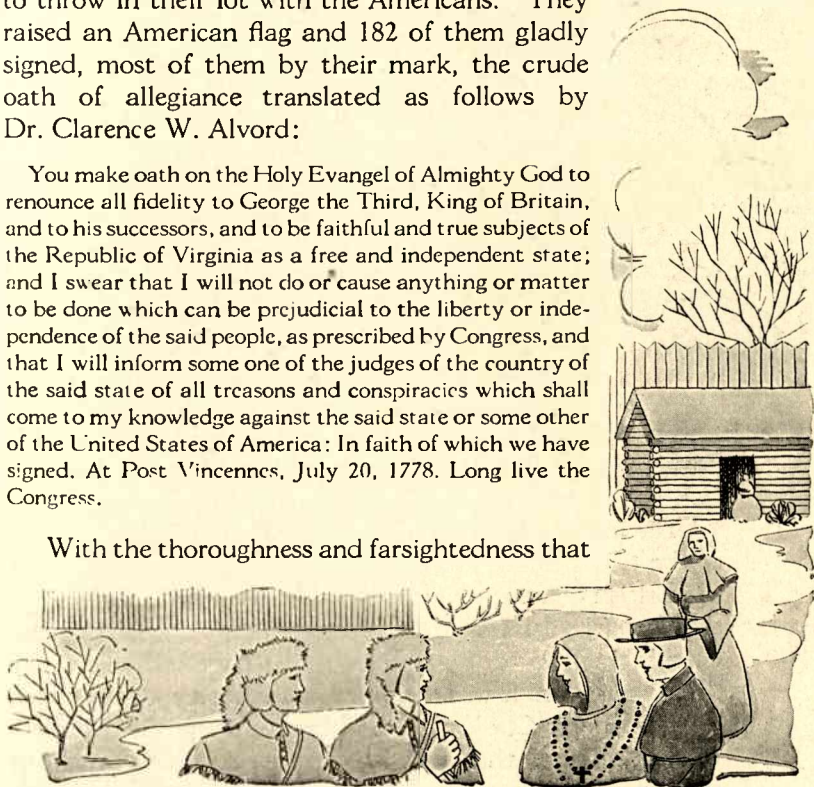 to throw in their lot with the Americans. They
raised an American flag and 182 of them gladly
signed, most of them by their mark, the crude
oath of allegiance translated as follows by
Dr. Clarence W. Alvord:
You make oath on the Holy Evangel of Almighty God to
renounce all fidelity to George the Third, King of Britain,
and to his successors, and to be faithful and true subjects of
the Republic of Virginia as a free and independent state;
and I swear that I will not do or cause anything or matter
to be done which can be prejudicial to the liberty or inde-
pendence of the said people, as prescribed by Congress, and
that I will inform some one of the judges of the country of
the said state of all treasons and conspiracies which shall
come to my knowledge against the said state or some other
of the United States of America: In faith of which we have
signed. At Post Vincennes, July 20, 1778. Long live the
Congress.
With the thoroughness and farsightedness that